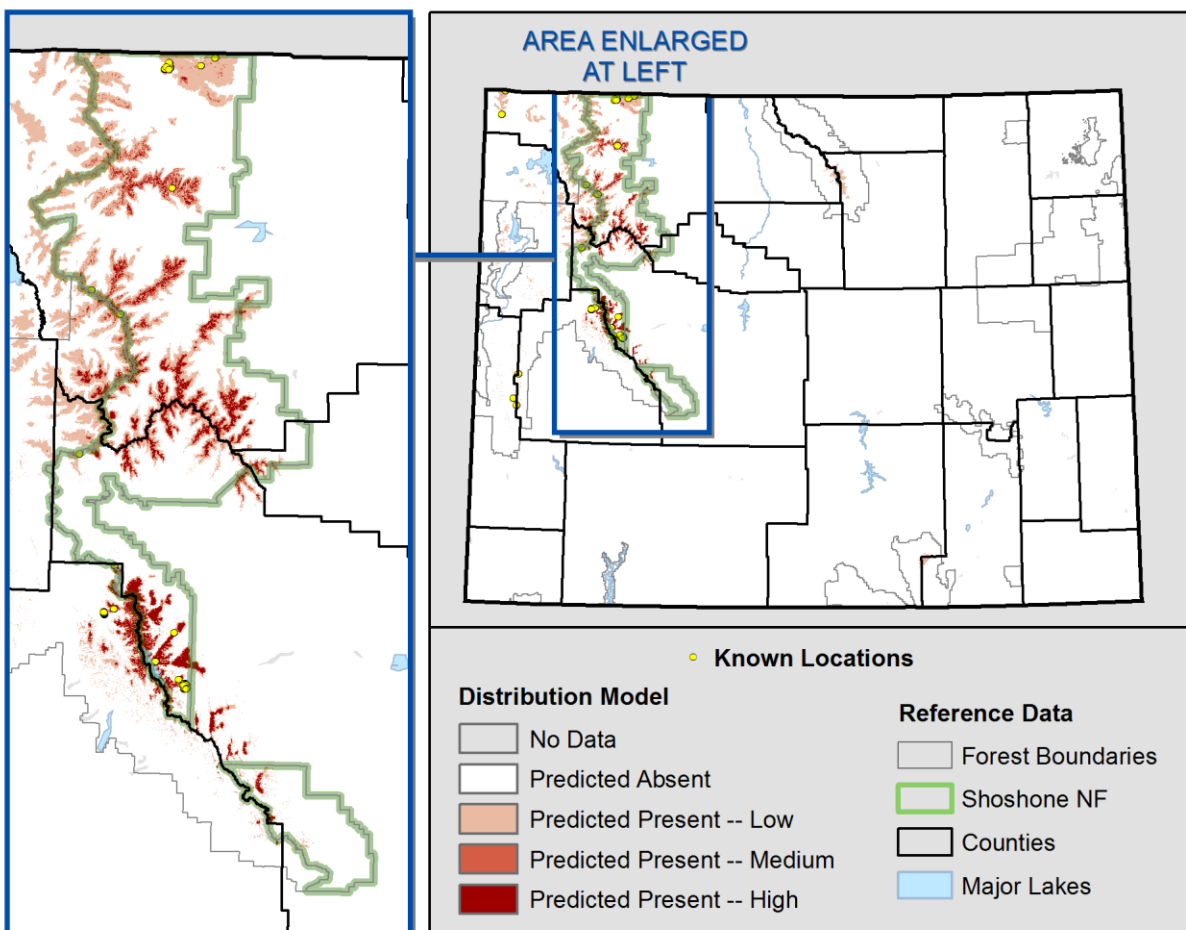 AREA ENLARGED
AT LEFT
Known Locations
Distribution Model
No Data
Predicted Absent
Predicted Present -- Low
Predicted Present -- Medium
Predicted Present -- High
Reference Data
Forest Boundaries
Shoshone NF
Counties
Major Lakes